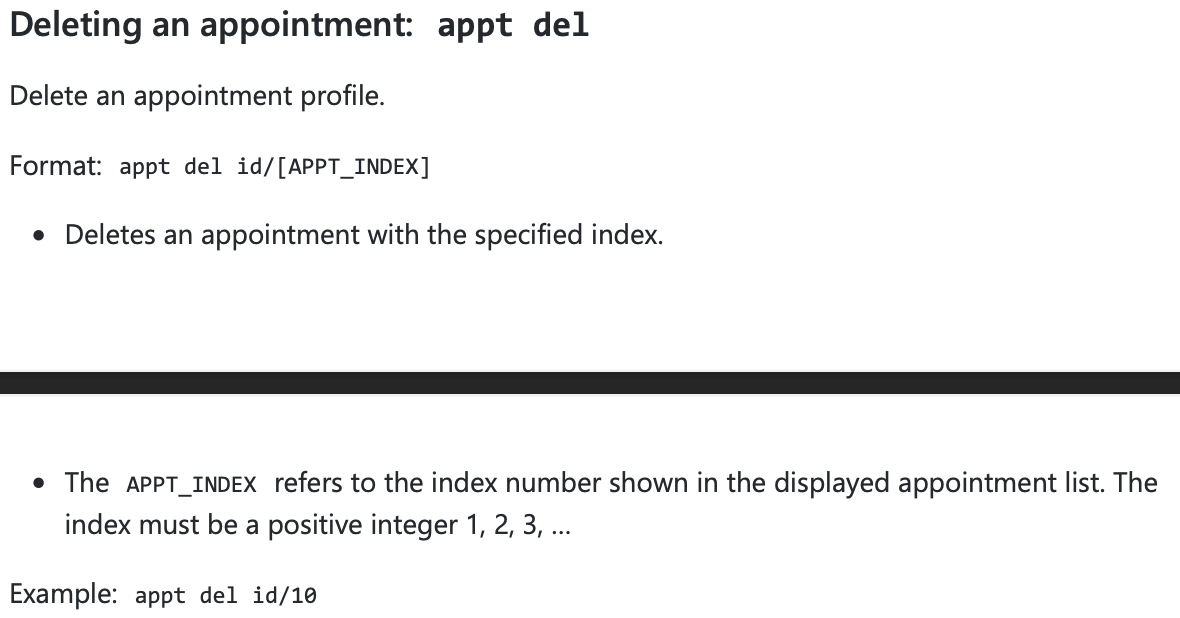 Deleting an appointment: appt del
Delete an appointment profile.
Format: appt del id/[APPT_INDEX]
• Deletes an appointment with the specified index.
• The APPT_INDEX refers to the index number shown in the displayed appointment list. The
index must be a positive integer 1, 2, 3, …
Example: appt del id/10